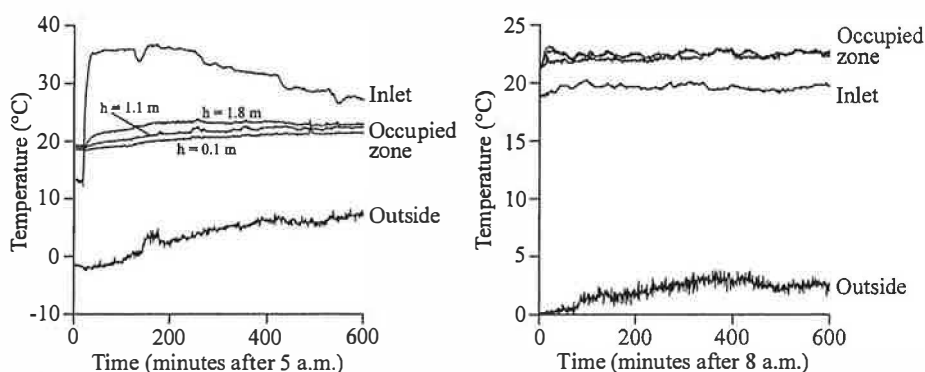 40
30
20
10
0
-10
Temperature (°C)
h = 1.1 m
h = 1.8 m
h = 0.1 m
Inlet
Occupied
zone
Outside
0 200 400 600
Time (minutes after 5 a.m.)
25
20
15
10
5
0
Temperature (°C)
Occupied
zone
Inlet
Outside
0 200 400 600
Time (minutes after 8 a.m.)